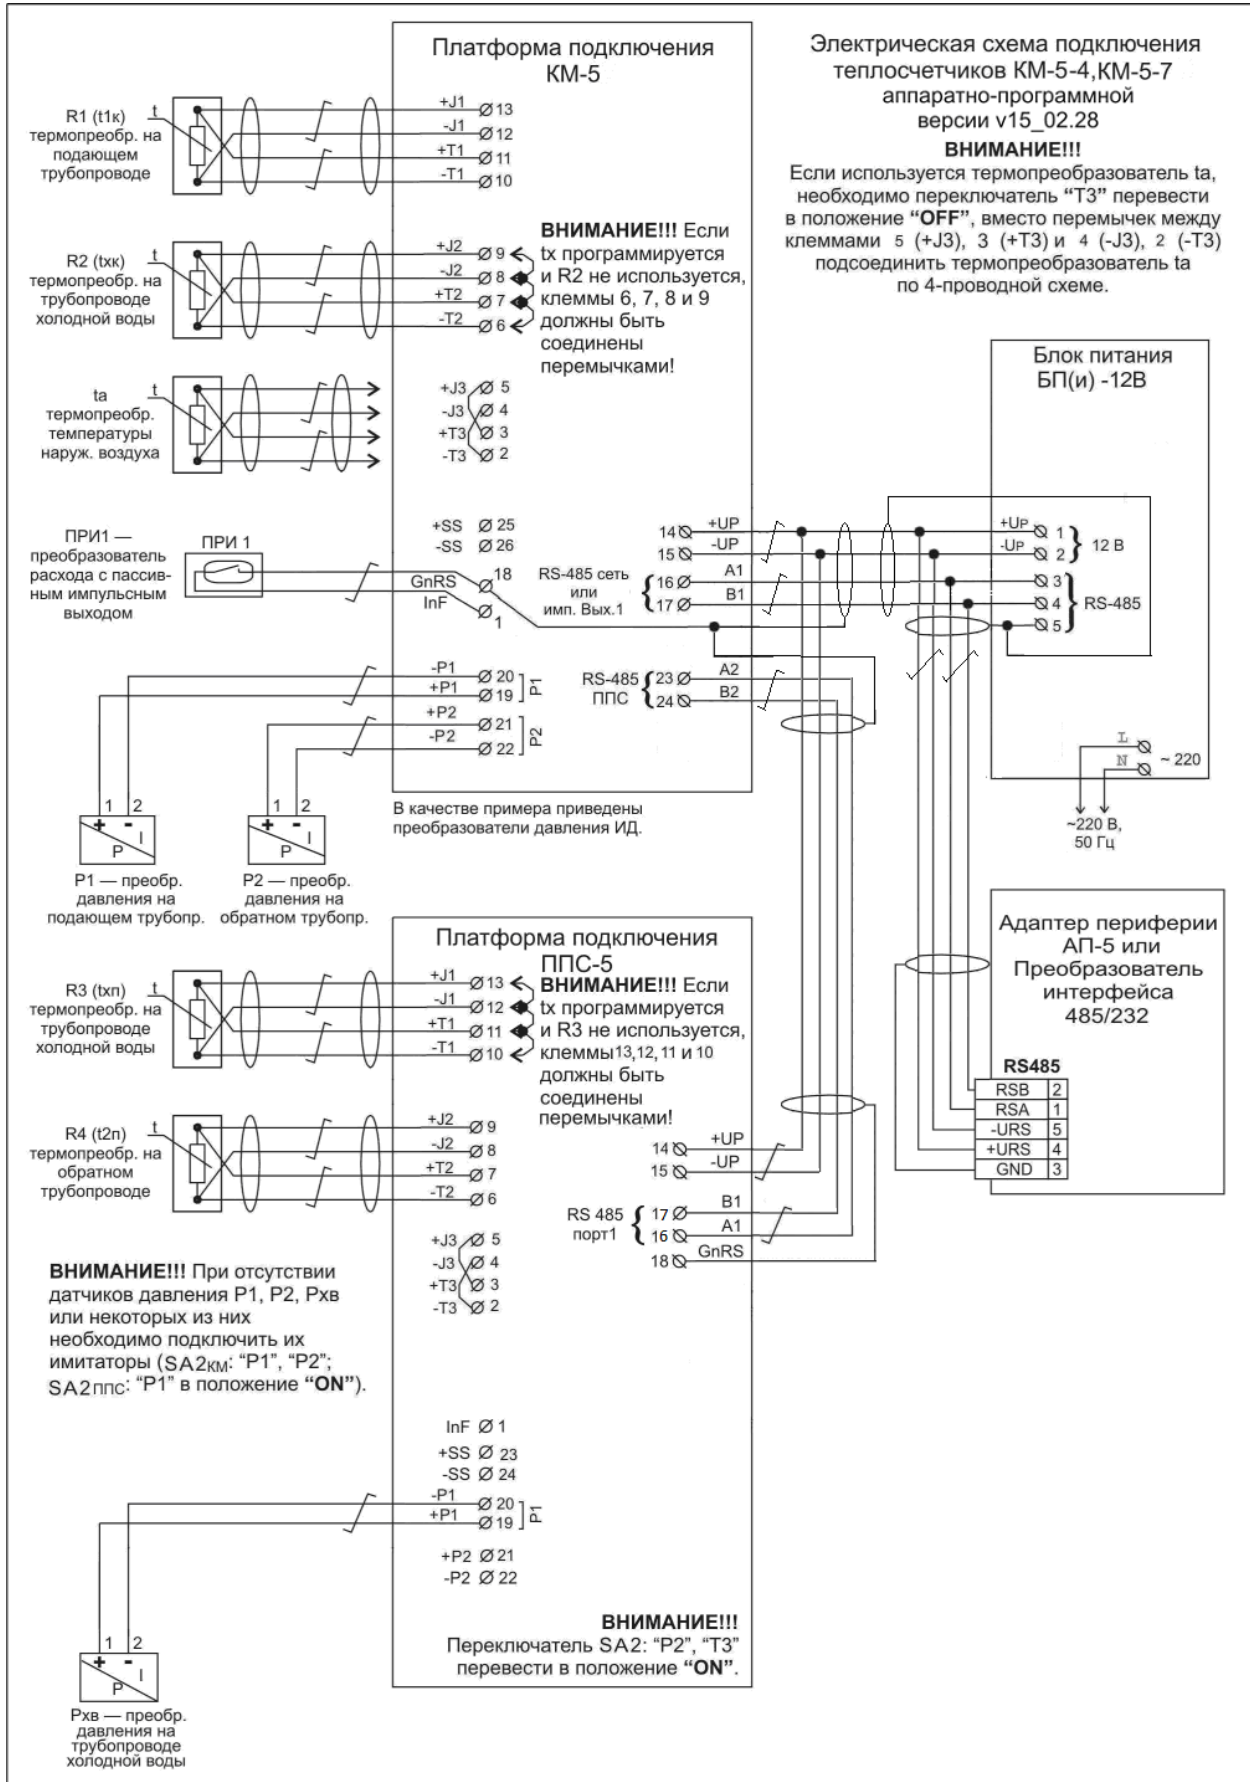 Платформа подключения
КМ-5
Электрическая схема подключения
теплосчетчиков КМ-5-4,КМ-5-7
аппаратно-программной
версии v15_02.28
ВНИМАНИЕ!!!
Если используется термопреобразователь ta,
необходимо переключатель “Т3” перевести
в положение “OFF”, вместо перемычек между
клеммами 5 (+J3), 3 (+T3) и 4 (-J3), 2 (-T3)
подсоединить термопреобразователь ta
по 4-проводной схеме.
R1 (t1к)
термопреобр. на
подающем
трубопроводе
t
+J1
13
-J1
12
+T1
11
-T1
10
R2 (tхк)
термопреобр. на
трубопроводе
холодной воды
t
+J2
9
-J2
8
+T2
7
-T2
6
ВНИМАНИЕ!!! Если
tx программируется
и R2 не используется,
клеммы 6, 7, 8 и 9
должны быть
соединены
перемычками!
ta
термопреобр.
температуры
наруж. воздуха
t
+J3
5
-J3
4
+T3
3
-T3
2
Блок питания
БП(и) -12В
ПРИ1 —
преобразователь
расхода с пассив-
ным импульсным
выходом
ПРИ 1
+SS
25
-SS
26
18
GnRS
InF
1
14
+UP
15
-UP
RS-485 сеть
или
имп. Вых.1
{
16
A1
17
B1
+UP
1
-UP
2
}
12 В
3
4
5
}
RS-485
-P1
20
+P1
19
P1
+P2
21
-P2
22
P2
RS-485
ППС
{
23
A2
24
B2
L
N
~ 220
~220 В,
50 Гц
1 2
+ -
I
P
1 2
+ -
I
P
В качестве примера приведены
преобразователи давления ИД.
Р1 — преобр.
давления на
подающем трубопр.
Р2 — преобр.
давления на
обратном трубопр.
Платформа подключения
ППС-5
ВНИМАНИЕ!!! Если
tx программируется
и R3 не используется,
клеммы13,12,11 и 10
должны быть
соединены
перемычками!
Адаптер периферии
АП-5 или
Преобразователь
интерфейса
485/232
RS485
RSB 2
RSA 1
-URS 5
+URS 4
GND 3
R3 (tхп)
термопреобр. на
трубопроводе
холодной воды
t
+J1
13
-J1
12
+T1
11
-T1
10
R4 (t2п)
термопреобр. на
обратном
трубопроводе
t
+J2
9
-J2
8
+T2
7
-T2
6
14
+UP
15
-UP
RS 485
порт1
{
17
B1
16
A1
18
GnRS
+J3
5
-J3
4
+T3
3
-T3
2
ВНИМАНИЕ!!! При отсутствии
датчиков давления Р1, Р2, Рхв
или некоторых из них
необходимо подключить их
имитаторы (SA2КМ: “P1”, “P2”;
SA2ППС: “P1” в положение “ON”).
InF
1
+SS
23
-SS
24
-P1
20
+P1
19
P1
+P2
21
-P2
22
ВНИМАНИЕ!!!
Переключатель SA2: “P2”, “T3”
перевести в положение “ON”.
1 2
+ -
I
P
Рхв — преобр.
давления на
трубопроводе
холодной воды